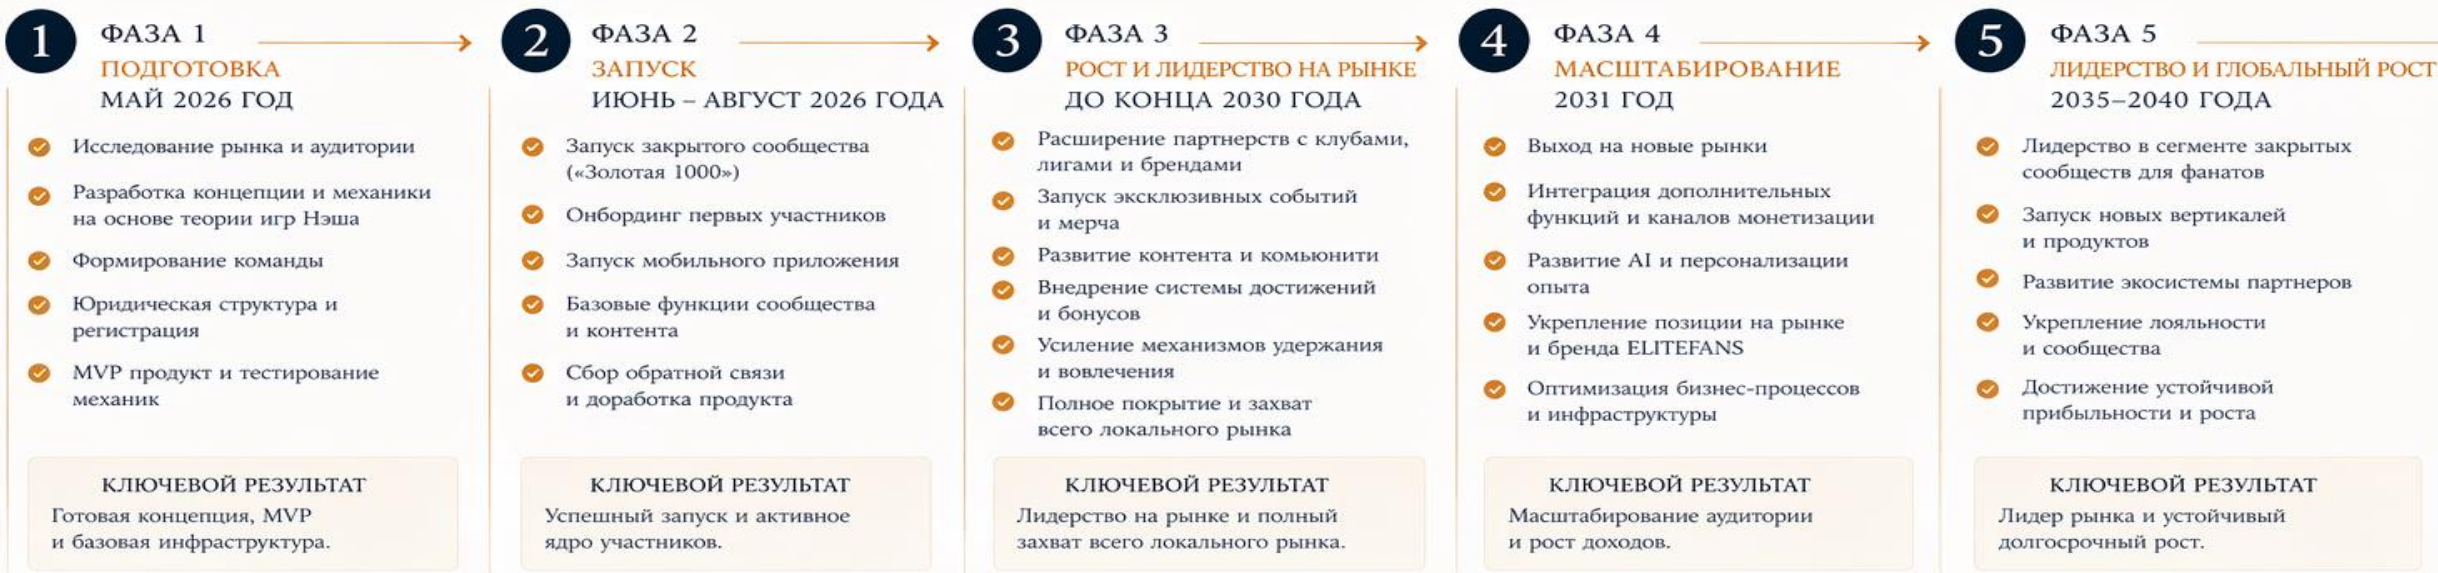 1
ФАЗА 1
ПОДГОТОВКА
МАЙ 2026 ГОД
Исследование рынка и аудитории
Разработка концепции и механики
на основе теории игр Нэша
Формирование команды
Юридическая структура и
регистрация
MVP продукт и тестирование
механик
КЛЮЧЕВОЙ РЕЗУЛЬТАТ
Готовая концепция, MVP
и базовая инфраструктура.
2
ФАЗА 2
ЗАПУСК
ИЮНЬ – АВГУСТ 2026 ГОДА
Запуск закрытого сообщества
(«Золотая 1000»)
Онбординг первых участников
Запуск мобильного приложения
Базовые функции сообщества
и контента
Сбор обратной связи
и доработка продукта
КЛЮЧЕВОЙ РЕЗУЛЬТАТ
Успешный запуск и активное
ядро участников.
3
ФАЗА 3
РОСТ И ЛИДЕРСТВО НА РЫНКЕ
ДО КОНЦА 2030 ГОДА
Расширение партнерств с клубами,
лигами и брендами
Запуск эксклюзивных событий
и мерча
Развитие контента и комьюнити
Внедрение системы достижений
и бонусов
Усиление механизмов удержания
и вовлечения
Полное покрытие и захват
всего локального рынка
КЛЮЧЕВОЙ РЕЗУЛЬТАТ
Лидерство на рынке и полный
захват всего локального рынка.
4
ФАЗА 4
МАСШТАБИРОВАНИЕ
2031 ГОД
Выход на новые рынки
Интеграция дополнительных
функций и каналов монетизации
Развитие AI и персонализации
опыта
Укрепление позиции на рынке
и бренда ELITEFANS
Оптимизация бизнес-процессов
и инфраструктуры
КЛЮЧЕВОЙ РЕЗУЛЬТАТ
Масштабирование аудитории
и рост доходов.
5
ФАЗА 5
ЛИДЕРСТВО И ГЛОБАЛЬНЫЙ РОСТ
2035–2040 ГОДА
Лидерство в сегменте закрытых
сообществ для фанатов
Запуск новых вертикалей
и продуктов
Развитие экосистемы партнеров
Укрепление лояльности
и сообщества
Достижение устойчивой
прибыльности и роста
КЛЮЧЕВОЙ РЕЗУЛЬТАТ
Лидер рынка и устойчивый
долгосрочный рост.